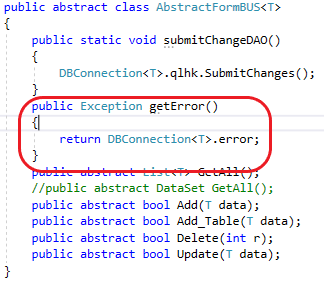 public abstract class AbstractFormBUS<T>
{
public static void submitChangeDAO()
{
DBConnection<T>.qlhk.SubmitChanges();
}
public Exception getError()
{
return DBConnection<T>.error;
}
public abstract List<T> GetAll();
//public abstract DataSet GetAll();
public abstract bool Add(T data);
public abstract bool Add_Table(T data);
public abstract bool Delete(int r);
public abstract bool Update(T data);
}